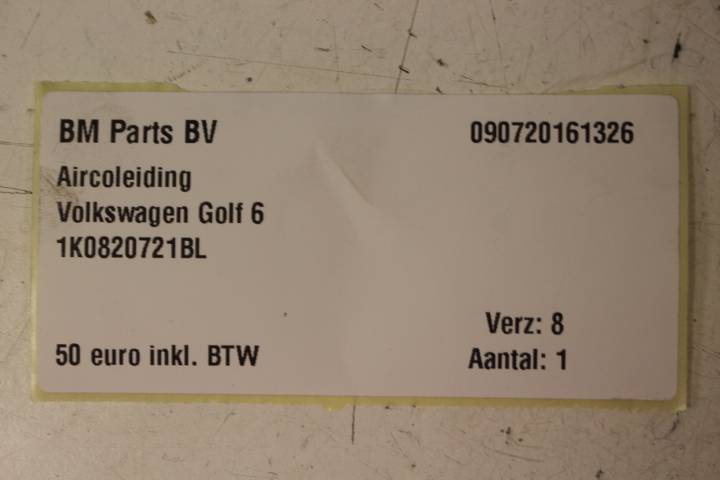 BM Parts BV
090720161326
Aircoleiding
Volkswagen Golf 6
1K0820721BL
Verz: 8
50 euro inkl. BTW
Aantal: 1